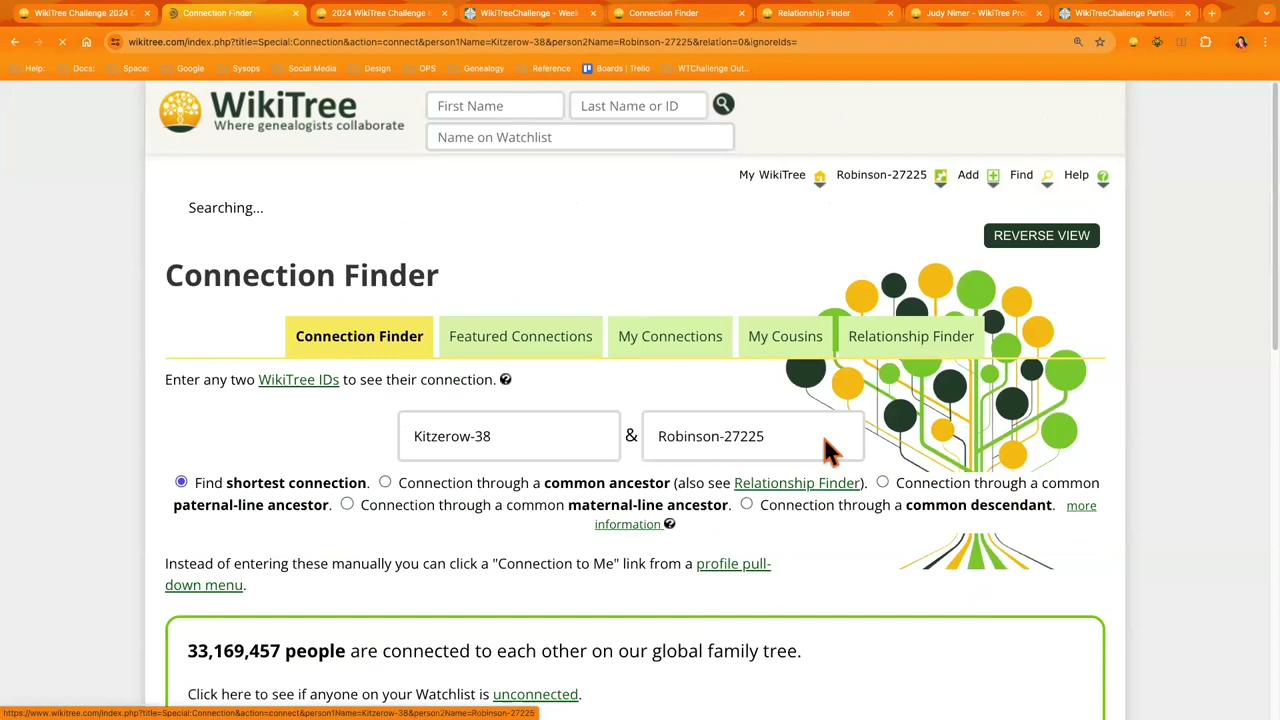 WikiTree Challenge 2024 C
Connection Finder
2024 WikiTree Challenge &
WikiTreeChallenge - Week
Connection Finder
Relationship Finder
Judy Nimer - WikiTree Pro
WikiTreeChallenge Particip
wikitree.com/index.php?title=Special:Connection&action=connect&person1Name=Kitzerow-38&person2Name=Robinson-27225&relation=0&ignoreIds=
Help: Docs: Space: Google Sysops Social Media Design OPS Genealogy Reference Boards | Trello WTChallenge Out...
WikiTree
Where genealogists collaborate
First Name
Last Name or ID
Name on Watchlist
My WikiTree Robinson-27225 Add Find Help
Searching...
REVERSE VIEW
Connection Finder
Connection Finder Featured Connections My Connections My Cousins Relationship Finder
Enter any two WikiTree IDs to see their connection.
Kitzerow-38 & Robinson-27225
Find shortest connection. Connection through a common ancestor (also see Relationship Finder). Connection through a common
paternal-line ancestor. Connection through a common maternal-line ancestor. Connection through a common descendant. more
information
Instead of entering these manually you can click a "Connection to Me" link from a profile pull-
down menu.
33,169,457 people are connected to each other on our global family tree.
Click here to see if anyone on your Watchlist is unconnected.
https://www.wikitree.com/index.php?title=Special:Connection&action=connect&person1Name=Kitzerow-38&person2Name=Robinson-27225